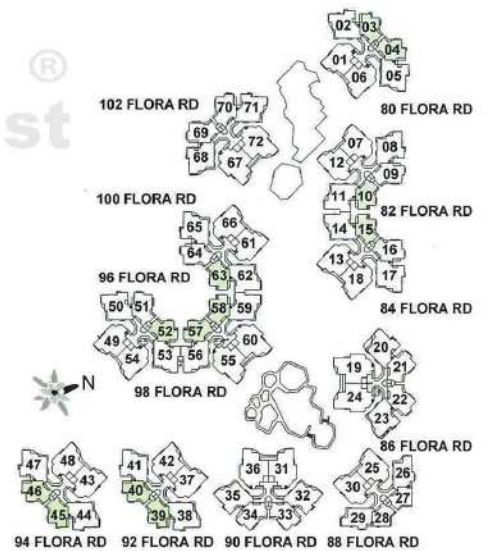 ®
st
02 03
04
01
06 05
80 FLORA RD
70 71
102 FLORA RD
69
72
68 67
07 08
12
09
11 10
82 FLORA RD
14 15
16
13
18 17
84 FLORA RD
100 FLORA RD
66
65
61
64
96 FLORA RD
63 62
50 51
58 59
49 52 57 60
54 53 56 55
98 FLORA RD
N
20
19 21
24 22
23
86 FLORA RD
48
47
43
46
45 44
94 FLORA RD
42
41
37
40
39 38
92 FLORA RD
36 31
35 32
34 33
90 FLORA RD
25 26
30
27
29 28
88 FLORA RD